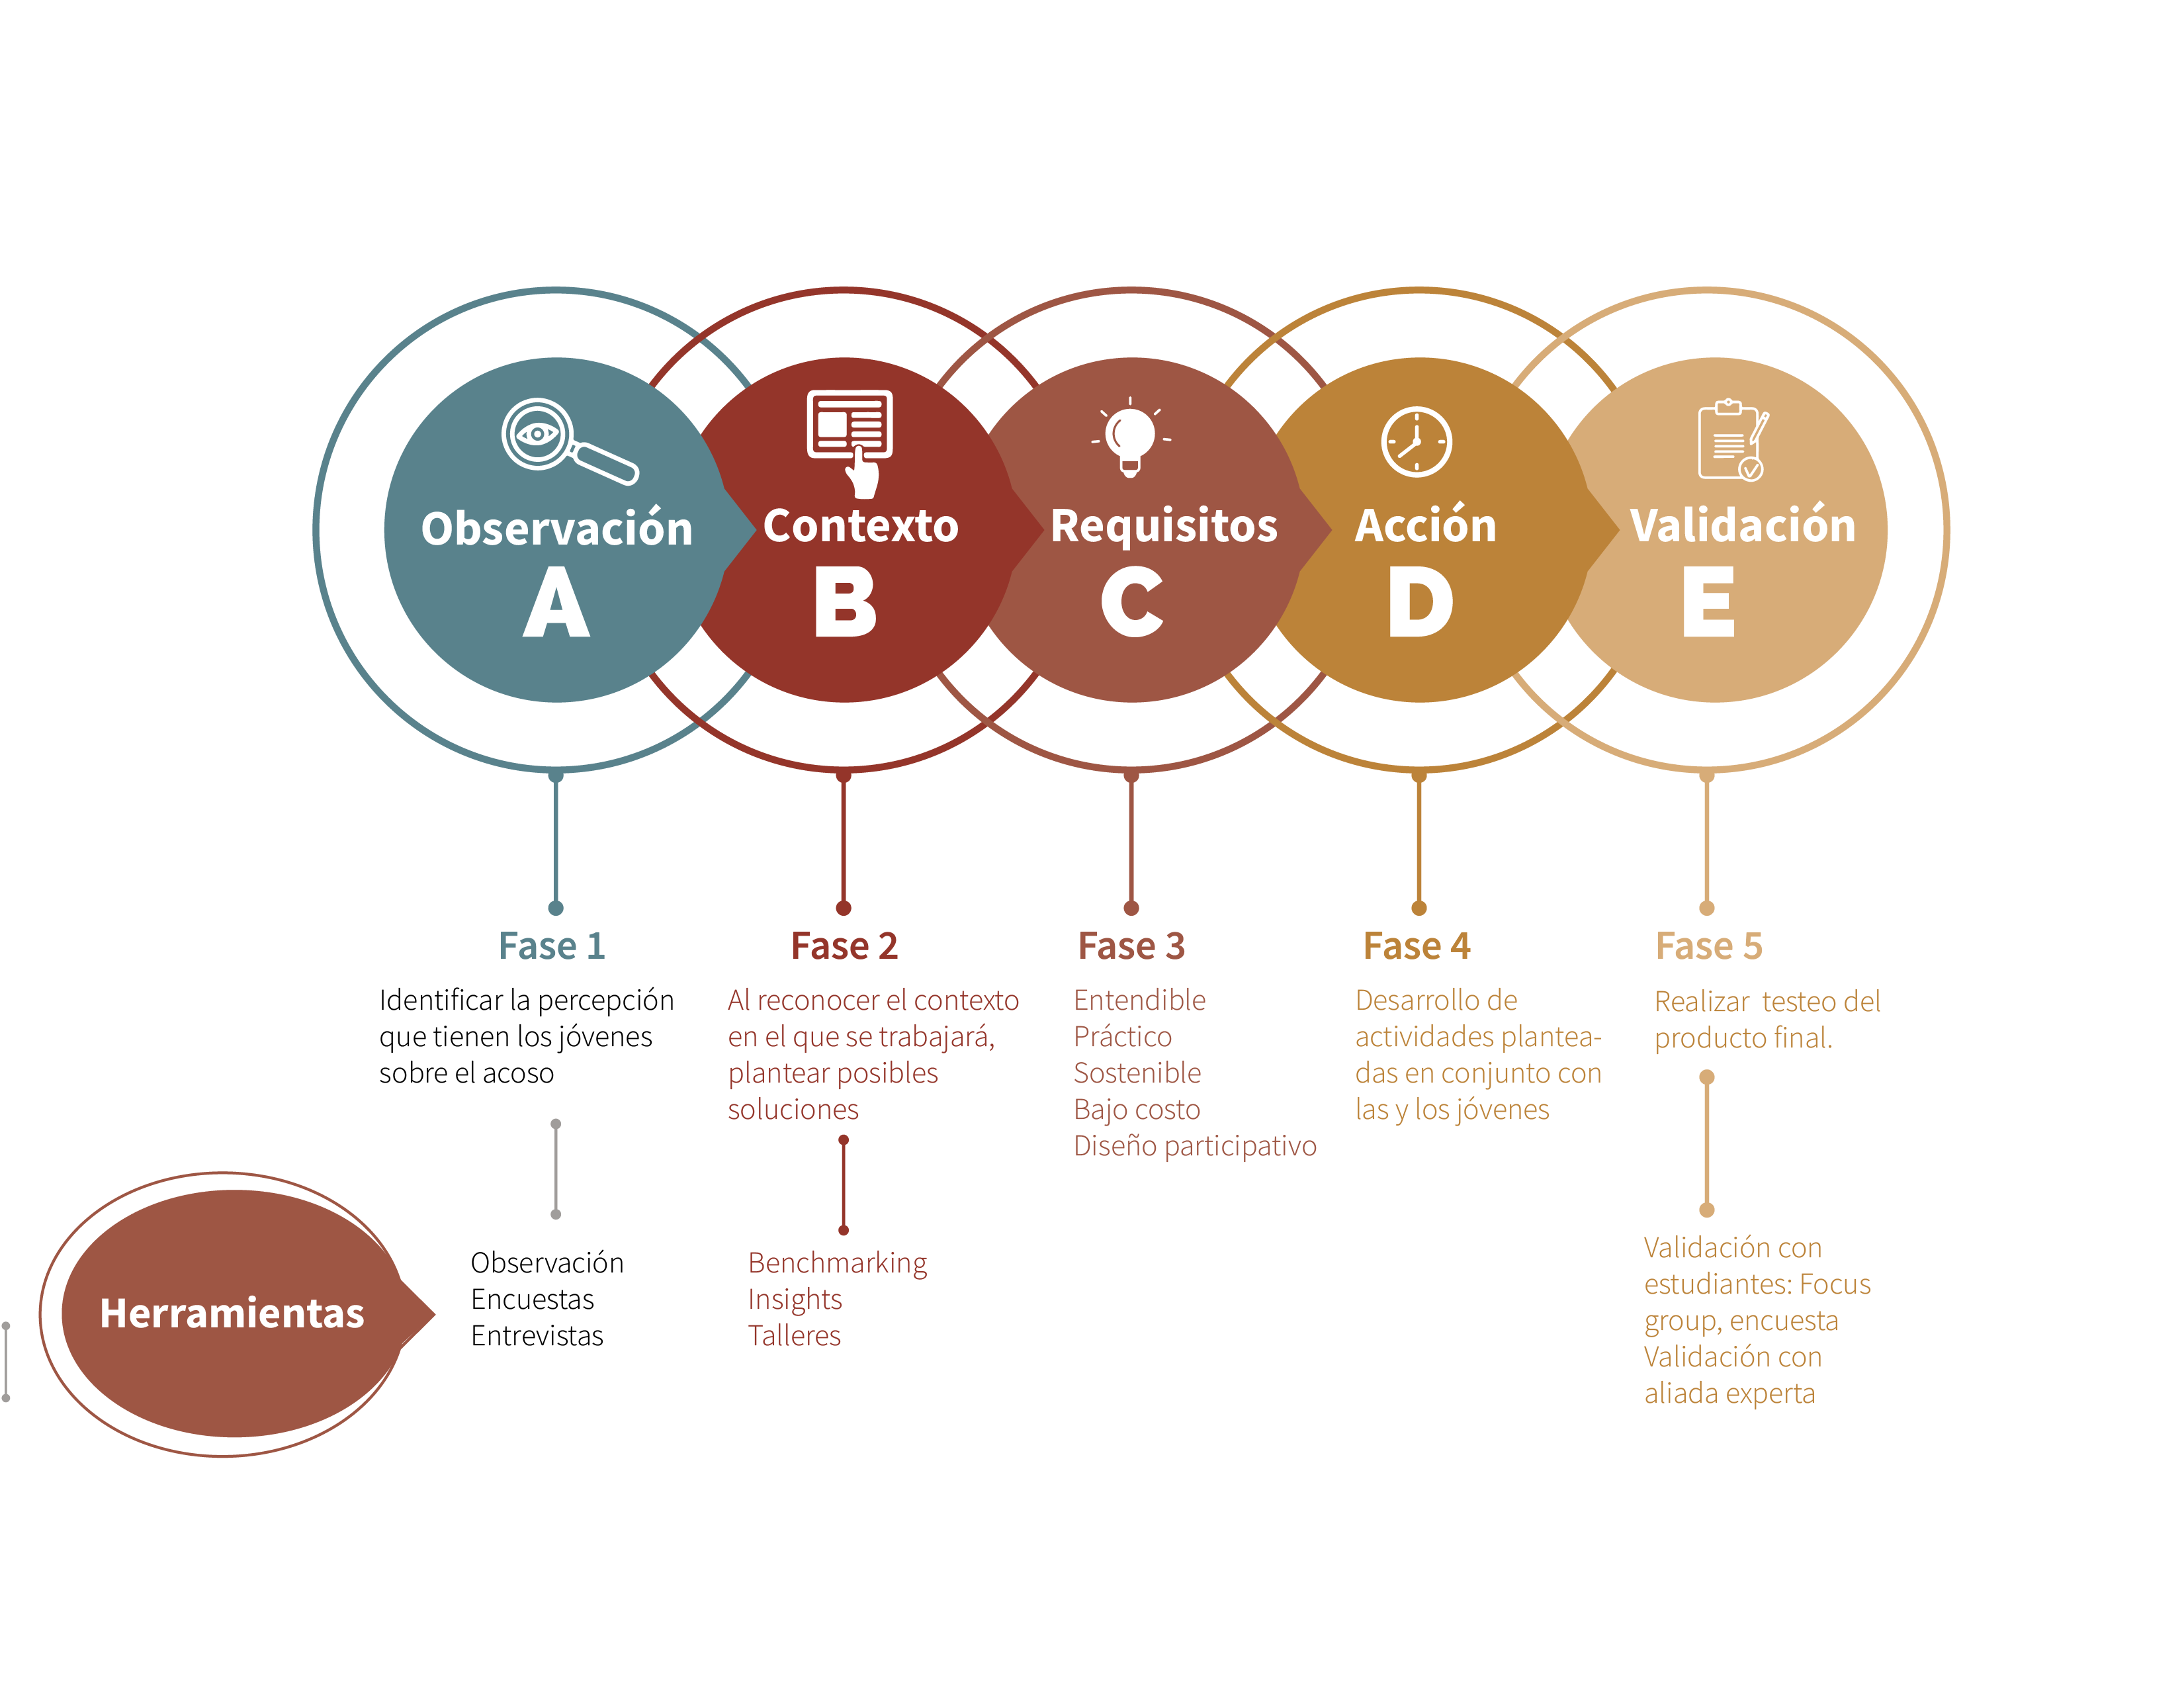 Observación
A
Contexto
B
Requisitos
C
Acción
D
Validación
E
Fase 1
Identificar la percepción
que tienen los jóvenes
sobre el acoso
Fase 2
Al reconocer el contexto
en el que se trabajará,
plantear posibles
soluciones
Fase 3
Entendible
Práctico
Sostenible
Bajo costo
Diseño participativo
Fase 4
Desarrollo de
actividades plantea-
das en conjunto con
las y los jóvenes
Fase 5
Realizar  testeo del
producto final.
Herramientas
Observación
Encuestas
Entrevistas
Benchmarking
Insights
Talleres
Validación con
estudiantes: Focus
group, encuesta
Validación con
aliada experta